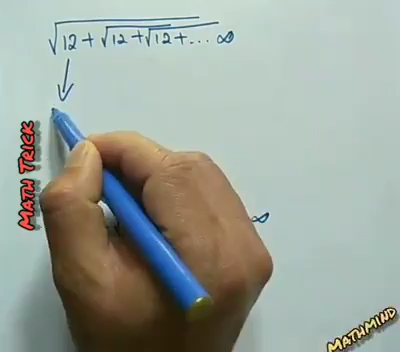 √12 + √12 + √12 + ... ∞
∞
Math Trick
MATHMIND